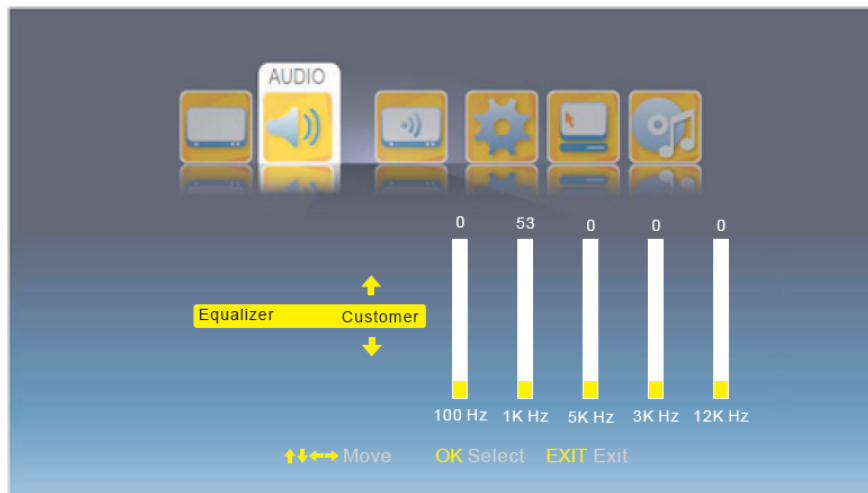 AUDIO
0 53 0 0 0
Equalizer Customer
100 Hz 1K Hz 5K Hz 3K Hz 12K Hz
Move OK Select EXIT Exit